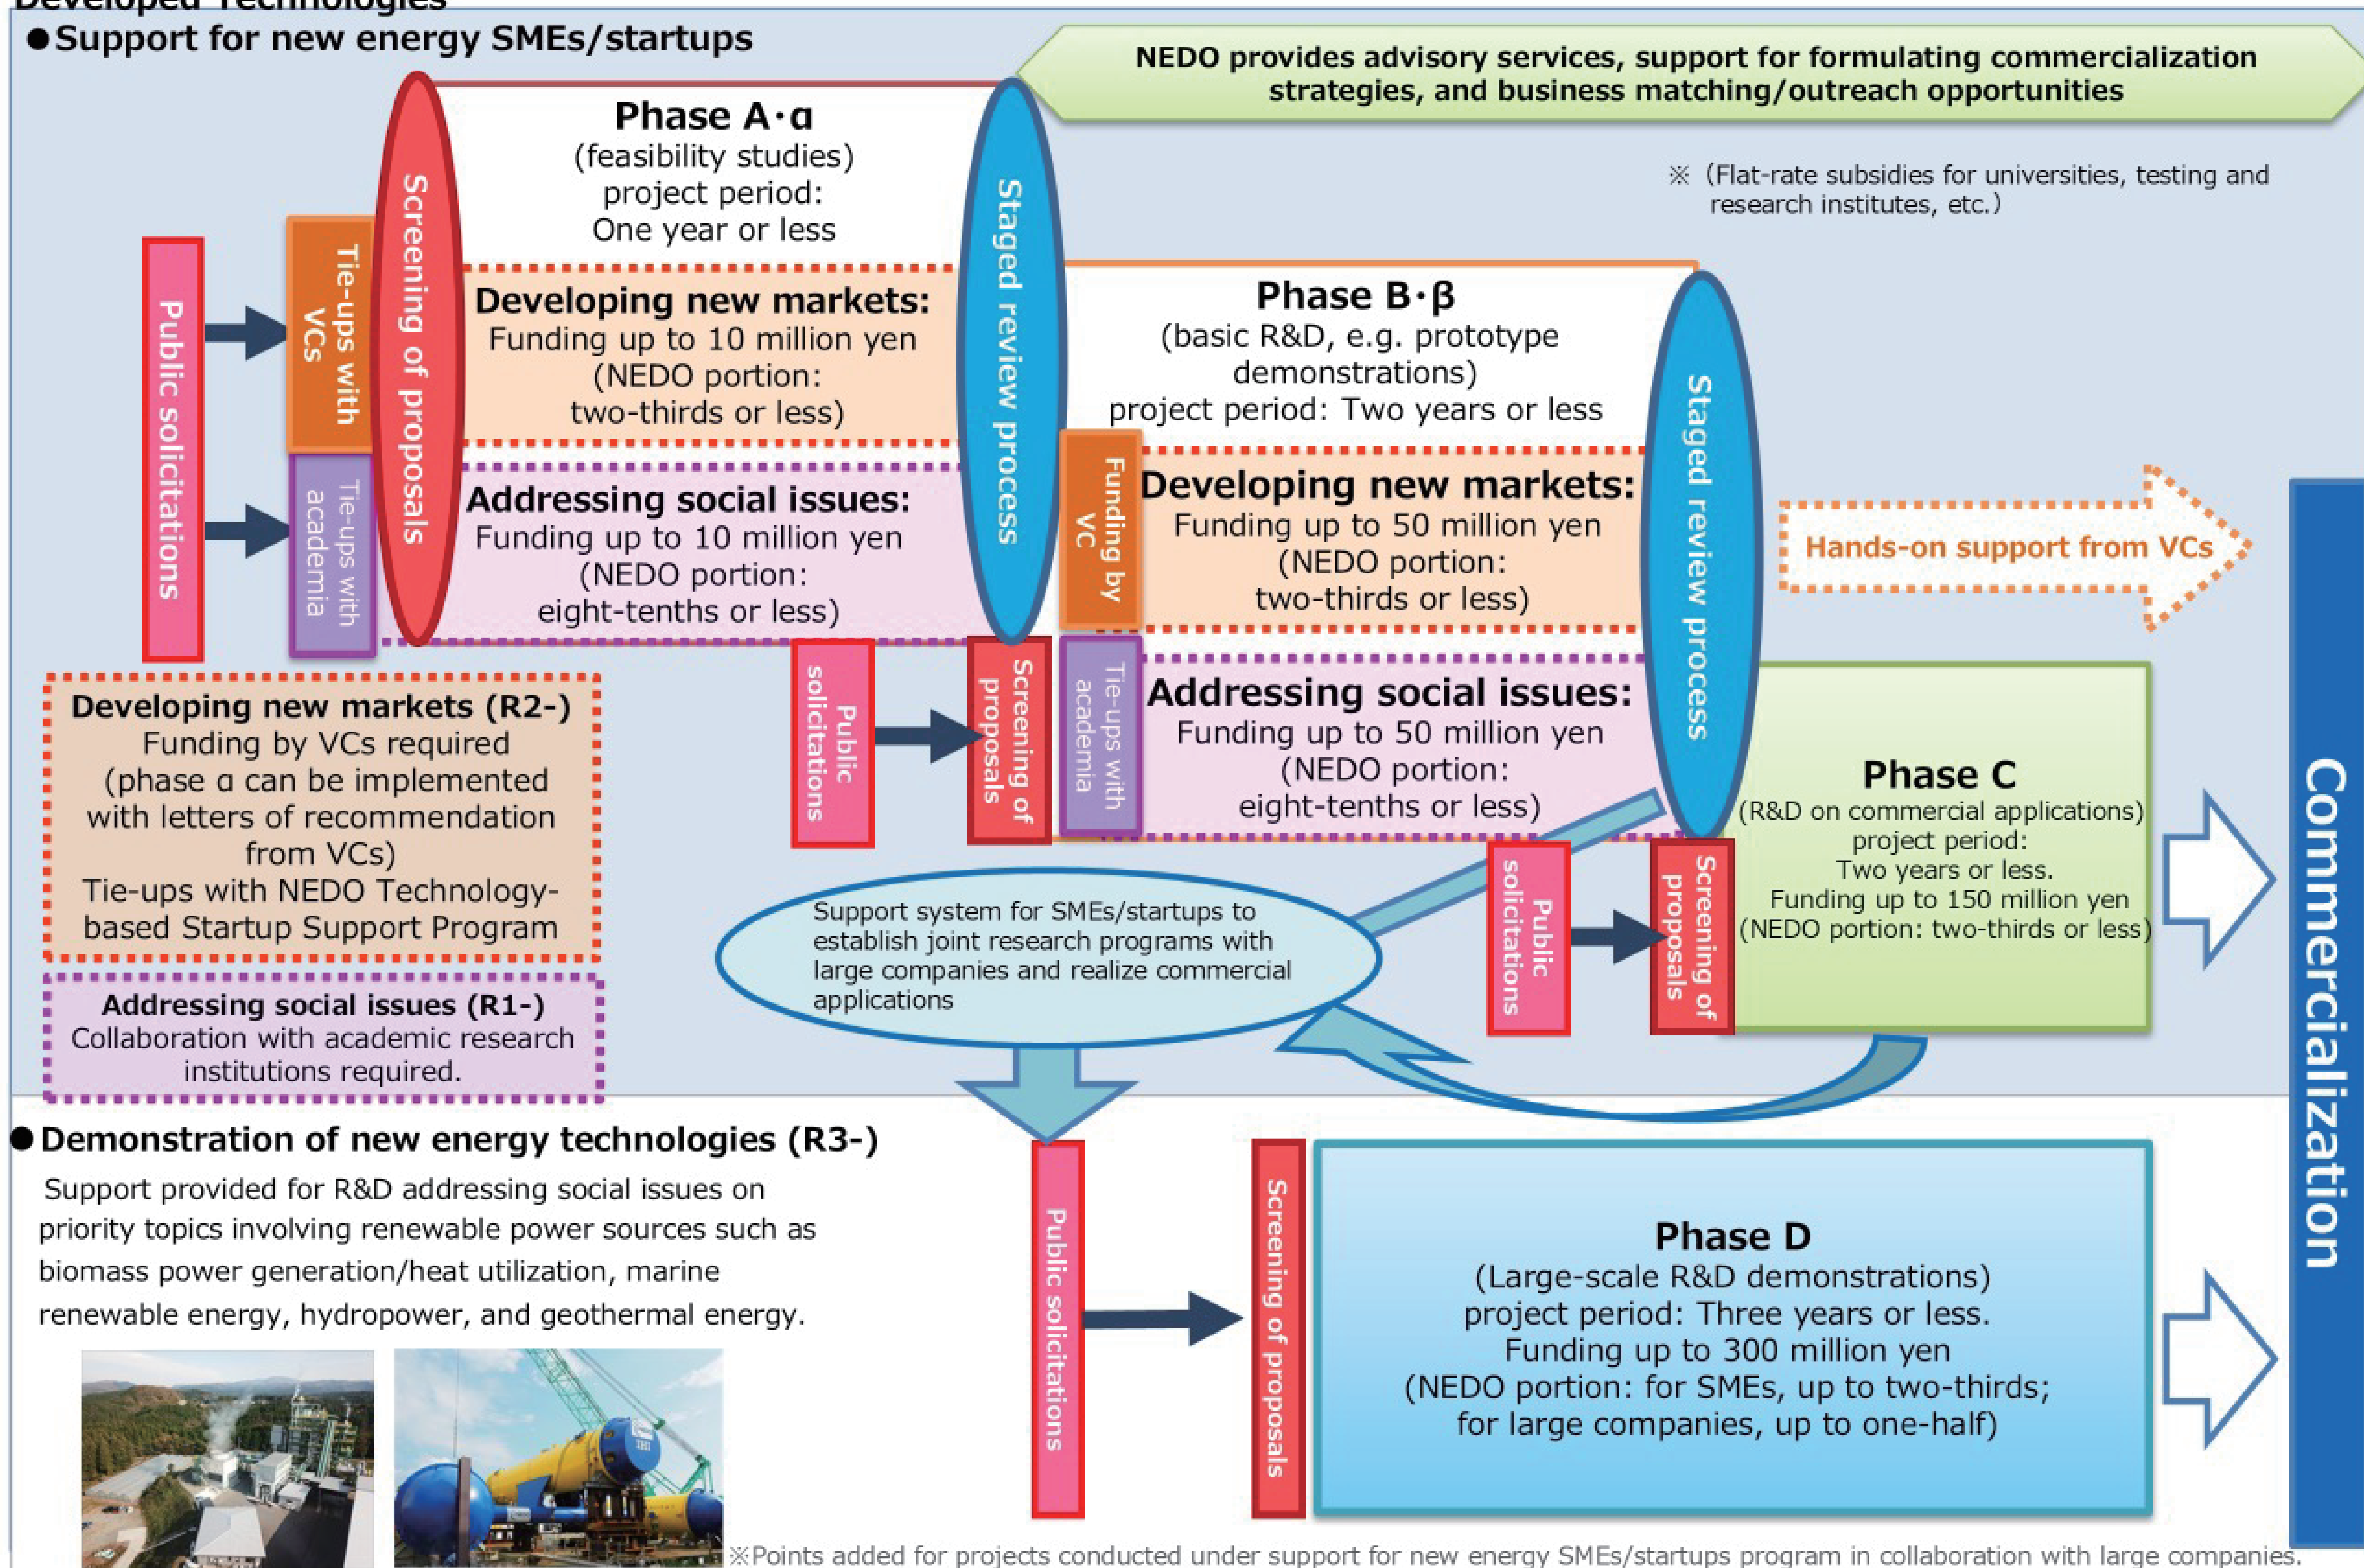 Developed Technologies
●Support for new energy SMEs/startups
NEDO provides advisory services, support for formulating commercialization
strategies, and business matching/outreach opportunities
※（Flat-rate subsidies for universities, testing and
research institutes, etc.）
Public solicitations
Tie-ups with
VCs
Tie-ups with
academia
Screening of proposals
Phase A･α
(feasibility studies)
project period:
One year or less
Developing new markets:
Funding up to 10 million yen
(NEDO portion:
two-thirds or less)
Addressing social issues:
Funding up to 10 million yen
(NEDO portion:
eight-tenths or less)
Staged review process
Public
solicitations
Screening of
proposals
Funding by
VC
Tie-ups with
academia
Phase B･β
(basic R&D, e.g. prototype
demonstrations)
project period: Two years or less
Developing new markets:
Funding up to 50 million yen
(NEDO portion:
two-thirds or less)
Addressing social issues:
Funding up to 50 million yen
(NEDO portion:
eight-tenths or less)
Staged review process
Hands-on support from VCs
Public
solicitations
Screening of
proposals
Phase C
(R&D on commercial applications)
project period:
Two years or less.
Funding up to 150 million yen
(NEDO portion: two-thirds or less)
Commercialization
Developing new markets (R2-)
Funding by VCs required
(phase α can be implemented
with letters of recommendation
from VCs)
Tie-ups with NEDO Technology-
based Startup Support Program
Addressing social issues (R1-)
Collaboration with academic research
institutions required.
Support system for SMEs/startups to
establish joint research programs with
large companies and realize commercial
applications
●Demonstration of new energy technologies (R3-)
Support provided for R&D addressing social issues on
priority topics involving renewable power sources such as
biomass power generation/heat utilization, marine
renewable energy, hydropower, and geothermal energy.
IHI
Public solicitations
Screening of proposals
Phase D
(Large-scale R&D demonstrations)
project period: Three years or less.
Funding up to 300 million yen
(NEDO portion: for SMEs, up to two-thirds;
for large companies, up to one-half)
※Points added for projects conducted under support for new energy SMEs/startups program in collaboration with large companies